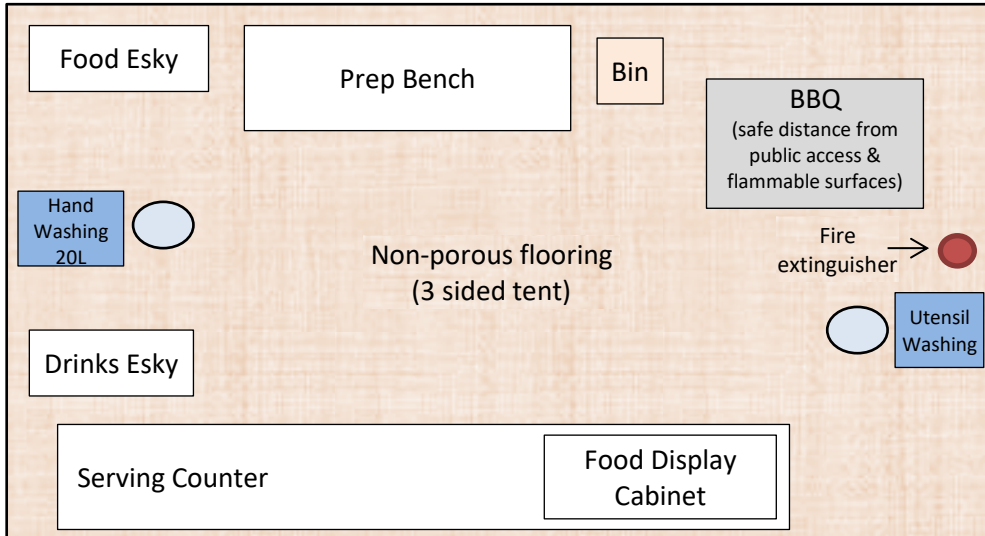 Food Esky
Prep Bench
Bin
BBQ
(safe distance from
public access &
flammable surfaces)
Hand
Washing
20L
Non-porous flooring
(3 sided tent)
Fire
extinguisher
Utensil
Washing
Drinks Esky
Serving Counter
Food Display
Cabinet